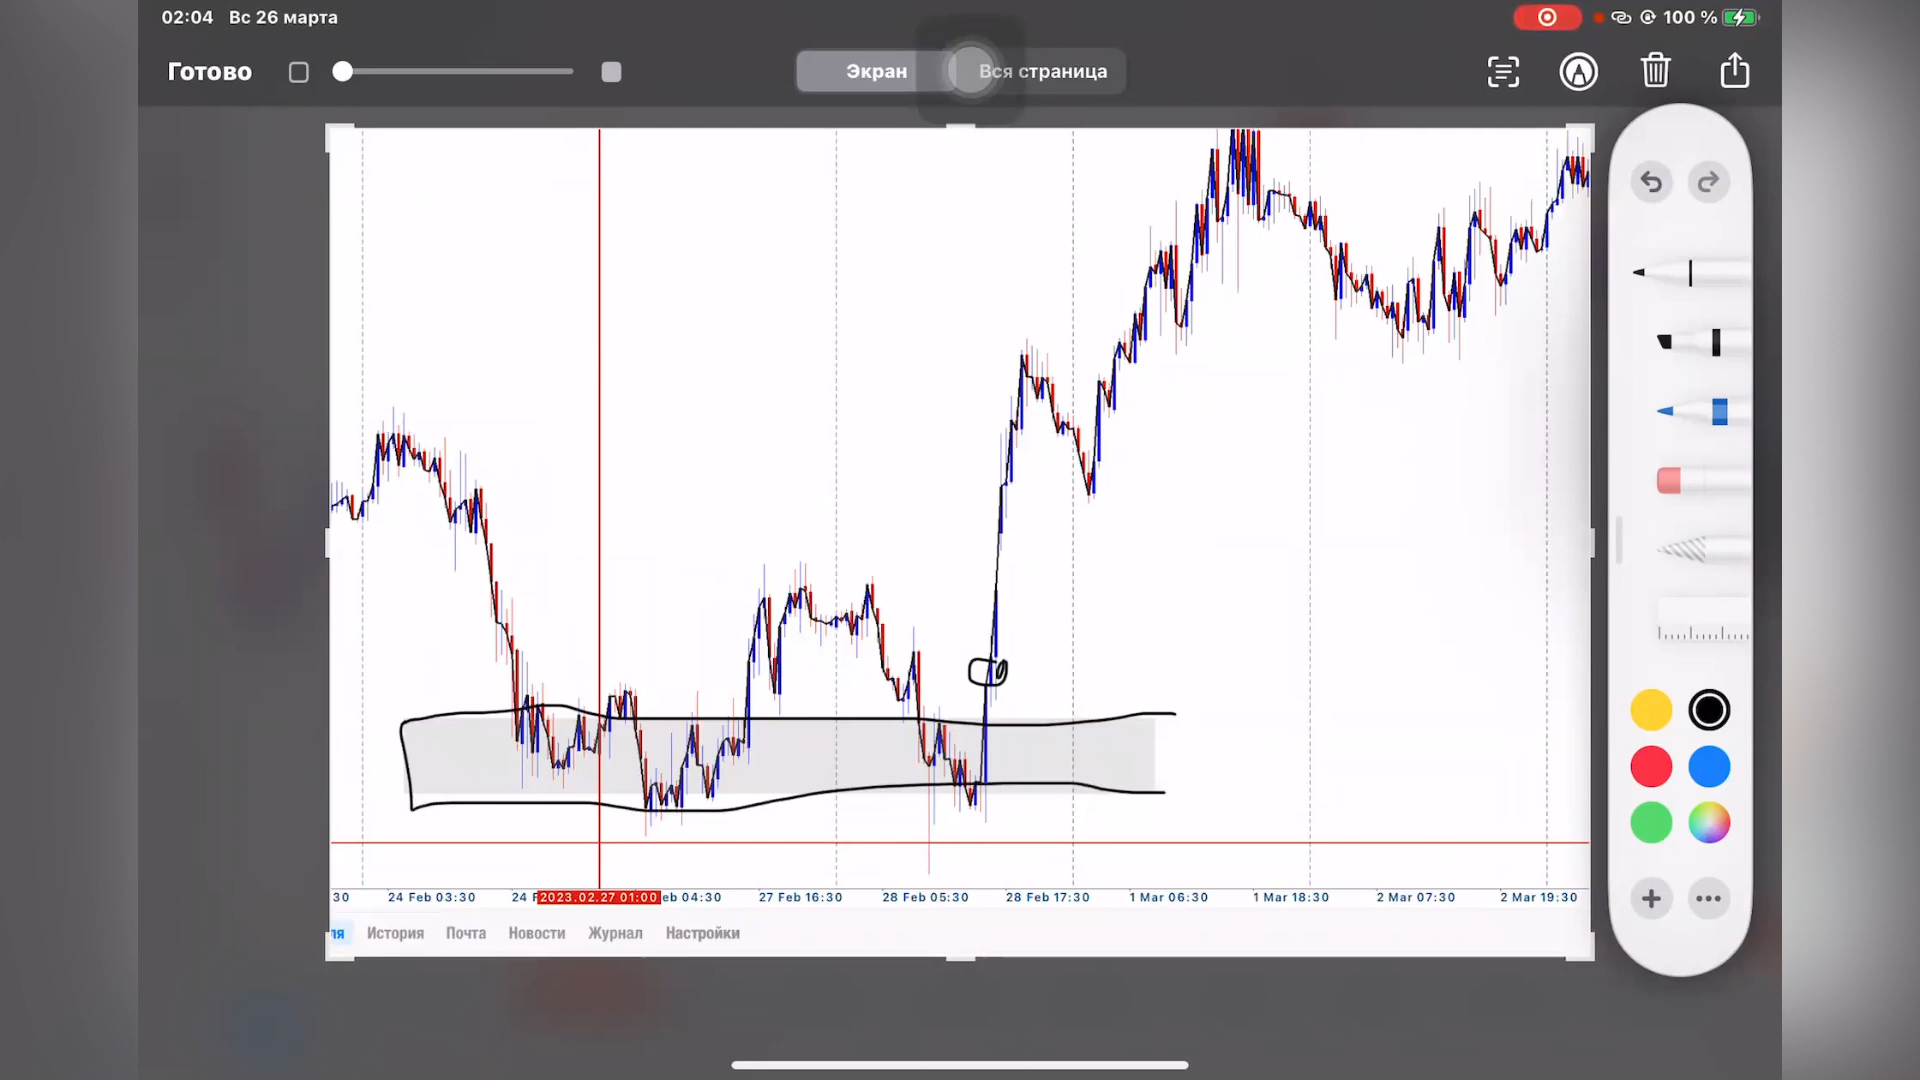 02:04 Вс 26 марта
100 %
Готово
Экран
Вся страница
30
24 Feb 03:30
24 F
2023.02.27 01:00
eb 04:30
27 Feb 16:30
28 Feb 05:30
28 Feb 17:30
1 Mar 06:30
1 Mar 18:30
2 Mar 07:30
2 Mar 19:30
ля
История
Почта
Новости
Журнал
Настройки